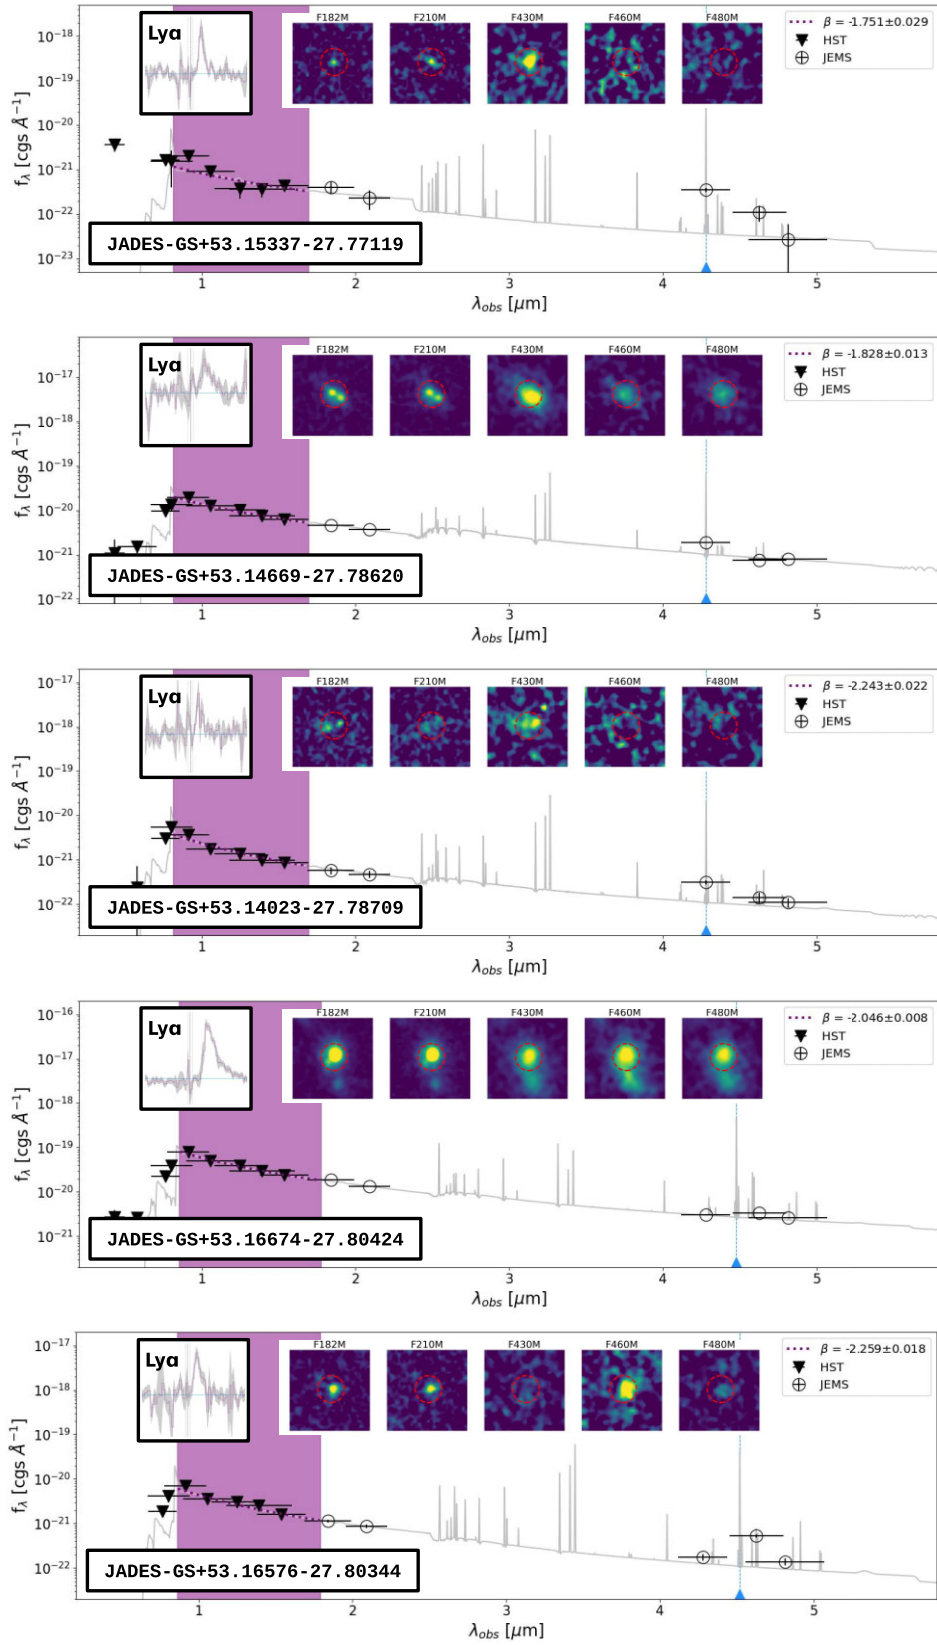 Lyα
F182M F210M F430M F460M F480M
β = -1.751±0.029
HST
JEMS
10⁻¹⁸
10⁻¹⁹
10⁻²⁰
10⁻²¹
10⁻²²
10⁻²³
f_λ [cgs Å⁻¹]
JADES-GS+53.15337-27.77119
1 2 3 4 5
λ_obs [μm]
Lyα
F182M F210M F430M F460M F480M
β = -1.828±0.013
HST
JEMS
10⁻¹⁷
10⁻¹⁸
10⁻¹⁹
10⁻²⁰
10⁻²¹
10⁻²²
f_λ [cgs Å⁻¹]
JADES-GS+53.14669-27.78620
1 2 3 4 5
λ_obs [μm]
Lyα
F182M F210M F430M F460M F480M
β = -2.243±0.022
HST
JEMS
10⁻¹⁷
10⁻¹⁸
10⁻¹⁹
10⁻²⁰
10⁻²¹
10⁻²²
f_λ [cgs Å⁻¹]
JADES-GS+53.14023-27.78709
1 2 3 4 5
λ_obs [μm]
Lyα
F182M F210M F430M F460M F480M
β = -2.046±0.008
HST
JEMS
10⁻¹⁶
10⁻¹⁷
10⁻¹⁸
10⁻¹⁹
10⁻²⁰
10⁻²¹
f_λ [cgs Å⁻¹]
JADES-GS+53.16674-27.80424
1 2 3 4 5
λ_obs [μm]
Lyα
F182M F210M F430M F460M F480M
β = -2.259±0.018
HST
JEMS
10⁻¹⁷
10⁻¹⁸
10⁻¹⁹
10⁻²⁰
10⁻²¹
10⁻²²
f_λ [cgs Å⁻¹]
JADES-GS+53.16576-27.80344
1 2 3 4 5
λ_obs [μm]